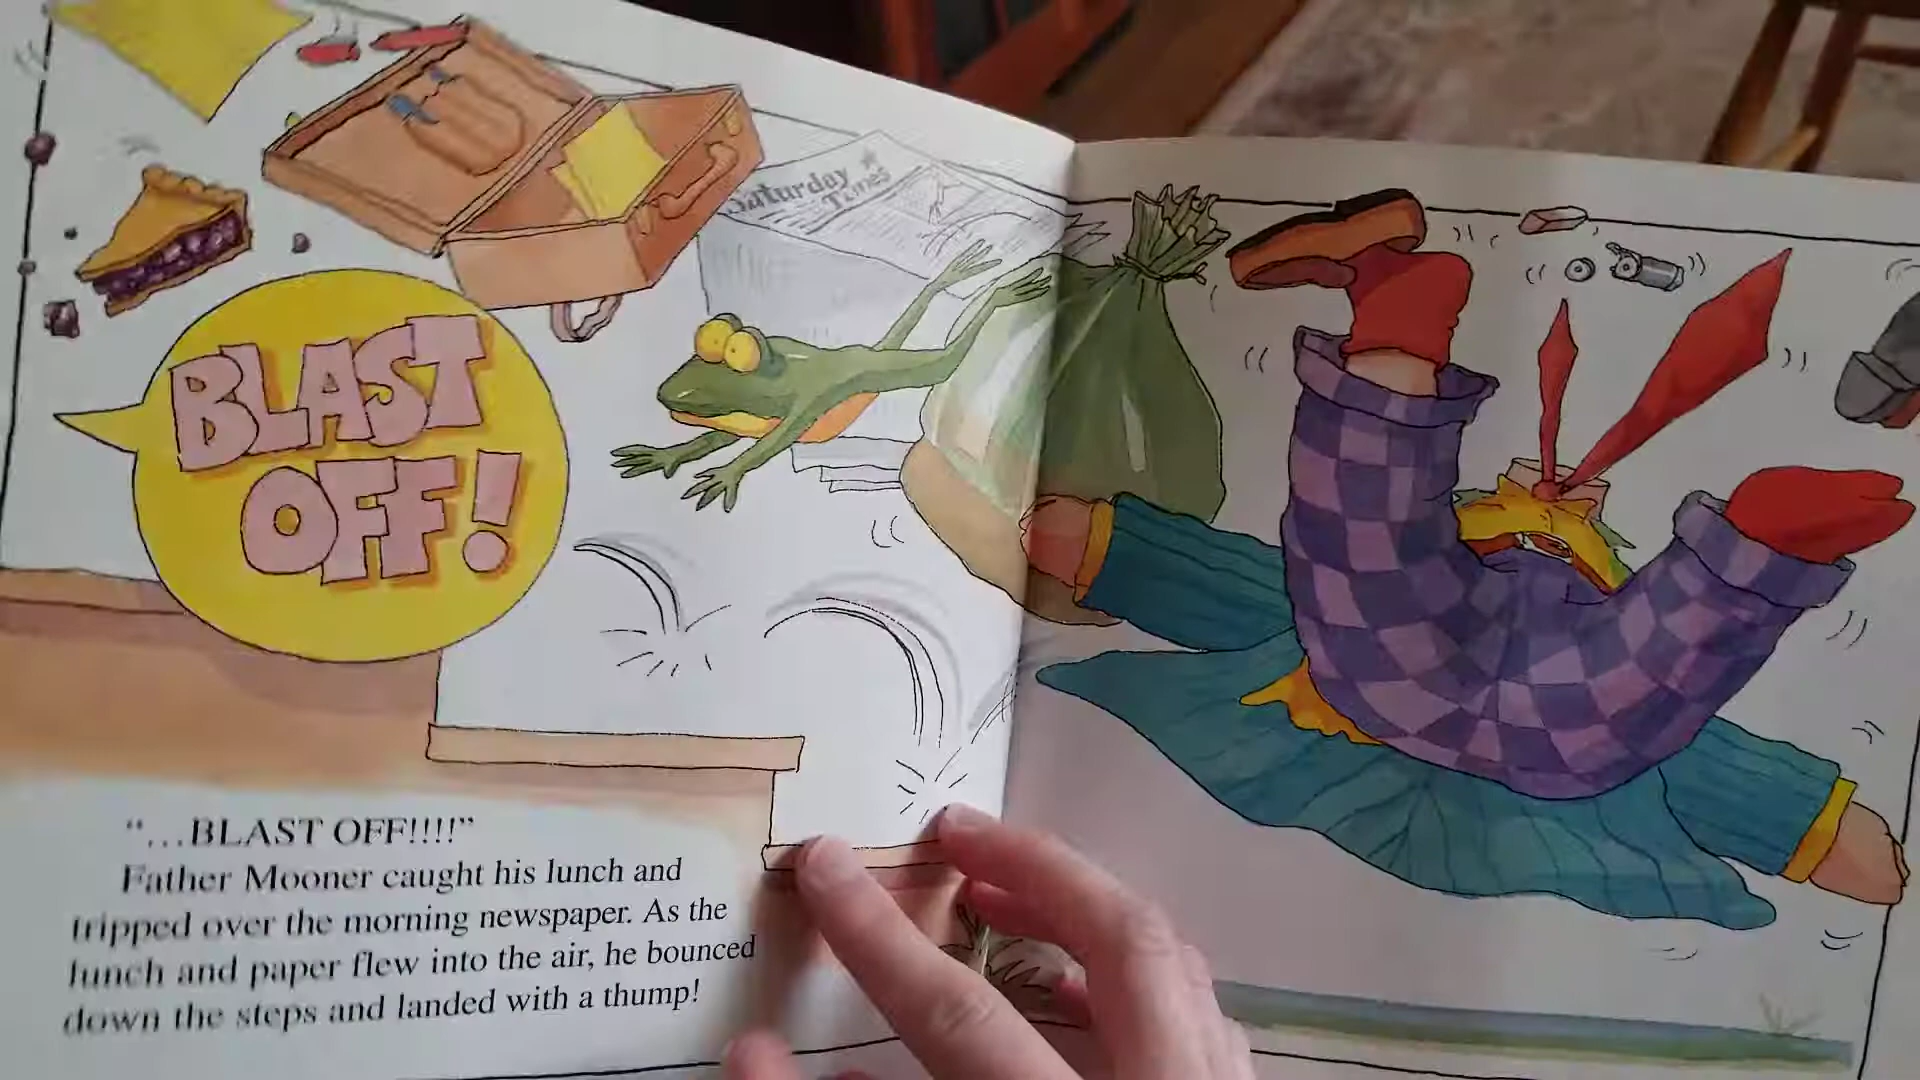 Saturday
Times
BLAST
OFF!
“…BLAST OFF!!!!”
Father Mooner caught his lunch and
tripped over the morning newspaper. As the
lunch and paper flew into the air, he bounced
down the steps and landed with a thump!